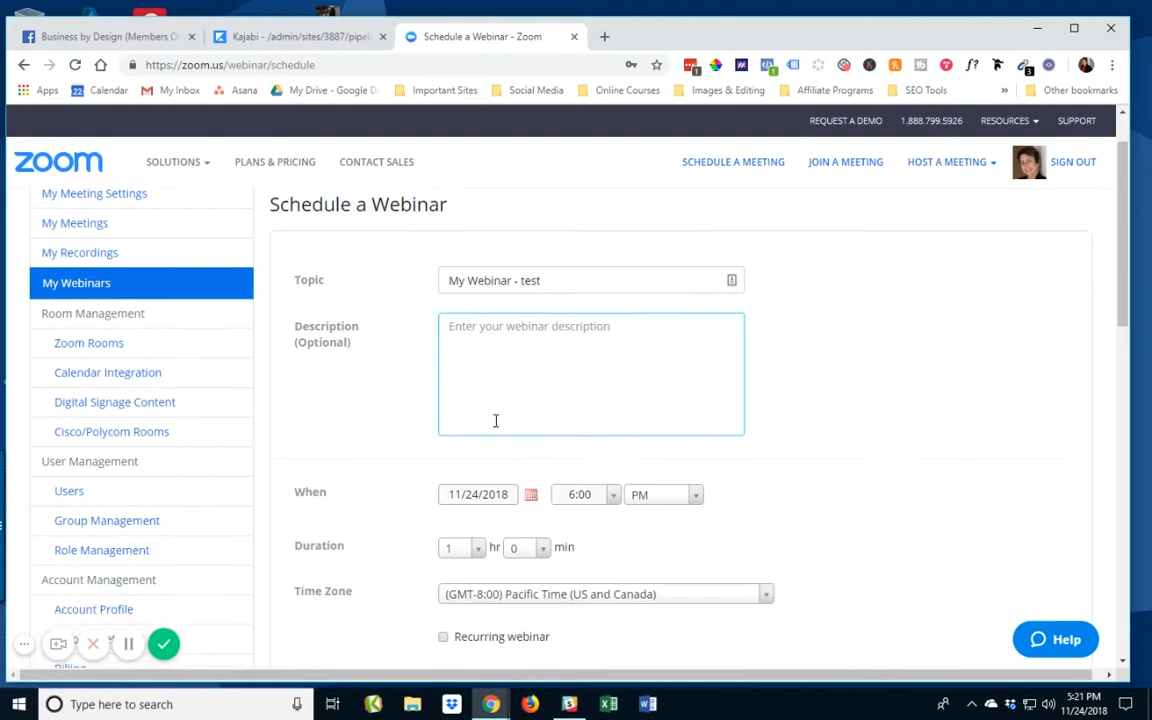 Business by Design (Members O
Kajabi - /admin/sites/3887/pipel
Schedule a Webinar - Zoom
https://zoom.us/webinar/schedule
Apps
Calendar
My Inbox
Asana
My Drive - Google D
Important Sites
Social Media
Online Courses
Images & Editing
Affiliate Programs
SEO Tools
Other bookmarks
REQUEST A DEMO 1.888.799.5926 RESOURCES SUPPORT
zoom SOLUTIONS PLANS & PRICING CONTACT SALES SCHEDULE A MEETING JOIN A MEETING HOST A MEETING SIGN OUT
My Meeting Settings
My Meetings
My Recordings
My Webinars
Room Management
Zoom Rooms
Calendar Integration
Digital Signage Content
Cisco/Polycom Rooms
User Management
Users
Group Management
Role Management
Account Management
Account Profile
Schedule a Webinar
Topic My Webinar - test
Description
(Optional)
Enter your webinar description
When 11/24/2018 6:00 PM
Duration 1 hr 0 min
Time Zone (GMT-8:00) Pacific Time (US and Canada)
Recurring webinar
Help
Type here to search
5:21 PM
11/24/2018